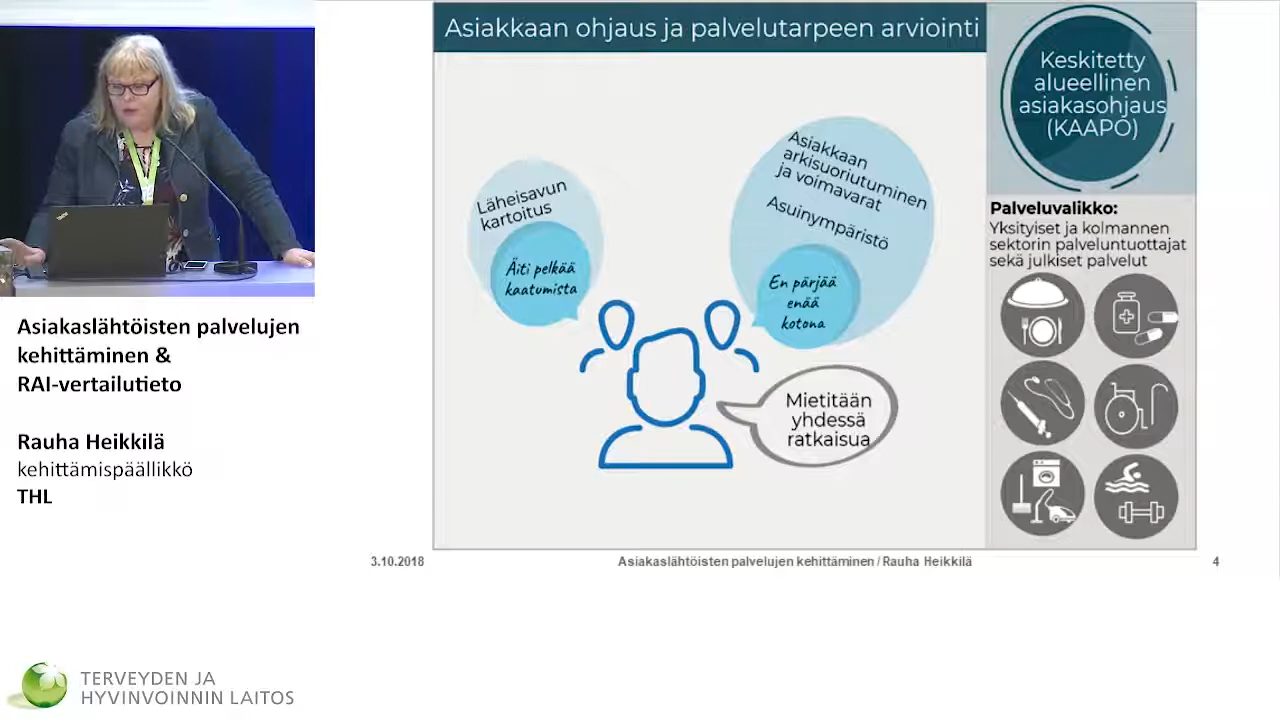 Asiakaslähtöisten palvelujen
kehittäminen &
RAI-vertailutieto
Rauha Heikkilä
kehittämispäällikkö
THL
TERVEYDEN JA
HYVINVOINNIN LAITOS
Asiakkaan ohjaus ja palvelutarpeen arviointi
Läheisavun
kartoitus
Äiti pelkää
kaatumista
Asiakkaan
arkisuoriutuminen
ja voimavarat
Asuinympäristö
En pärjää
enää
kotona
Mietitään
yhdessä
ratkaisua
Keskitetty
alueellinen
asiakasohjaus
(KAAPO)
Palveluvalikko:
Yksityiset ja kolmannen
sektorin palveluntuottajat
sekä julkiset palvelut
3.10.2018
Asiakaslähtöisten palvelujen kehittäminen / Rauha Heikkilä
4